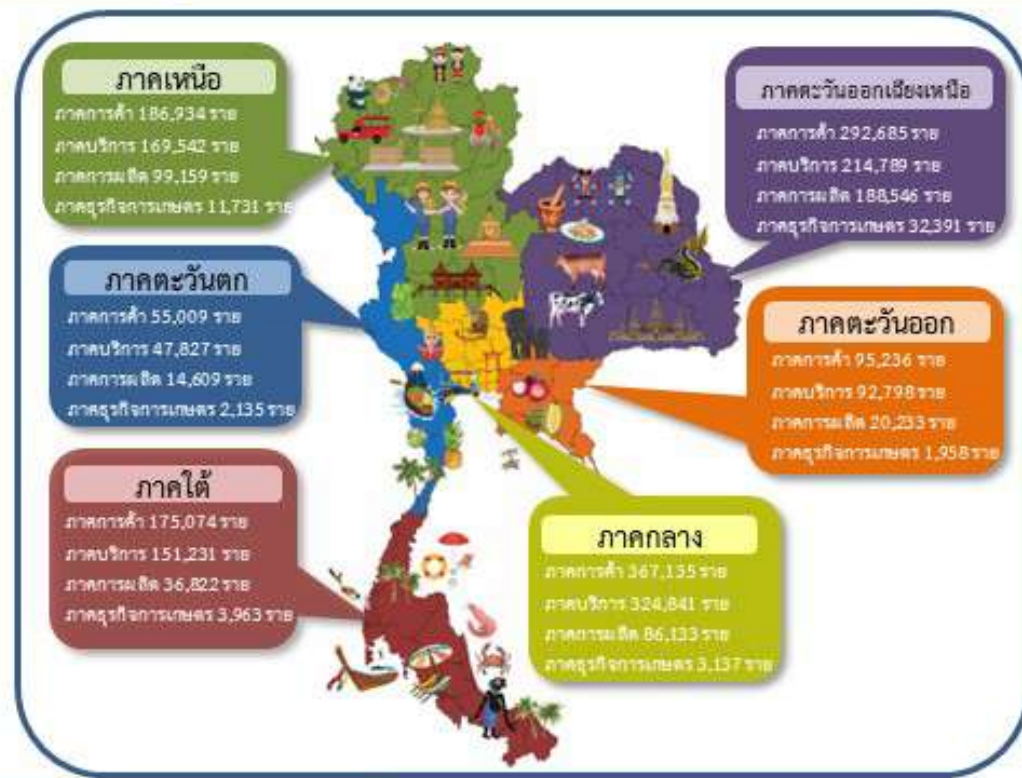 ภาคเหนือ
ภาคการค้า 186,934 ราย
ภาคบริการ 169,542 ราย
ภาคการผลิต 99,159 ราย
ภาคธุรกิจการเกษตร 11,731 ราย
ภาคตะวันออกเฉียงเหนือ
ภาคการค้า 292,685 ราย
ภาคบริการ 214,789 ราย
ภาคการผลิต 188,546 ราย
ภาคธุรกิจการเกษตร 32,391 ราย
ภาคตะวันตก
ภาคการค้า 55,009 ราย
ภาคบริการ 47,827 ราย
ภาคการผลิต 14,609 ราย
ภาคธุรกิจการเกษตร 2,135 ราย
ภาคตะวันออก
ภาคการค้า 95,236 ราย
ภาคบริการ 92,798 ราย
ภาคการผลิต 20,233 ราย
ภาคธุรกิจการเกษตร 1,958 ราย
ภาคใต้
ภาคการค้า 175,074 ราย
ภาคบริการ 151,231 ราย
ภาคการผลิต 36,822 ราย
ภาคธุรกิจการเกษตร 3,963 ราย
ภาคกลาง
ภาคการค้า 367,135 ราย
ภาคบริการ 324,841 ราย
ภาคการผลิต 86,133 ราย
ภาคธุรกิจการเกษตร 3,137 ราย